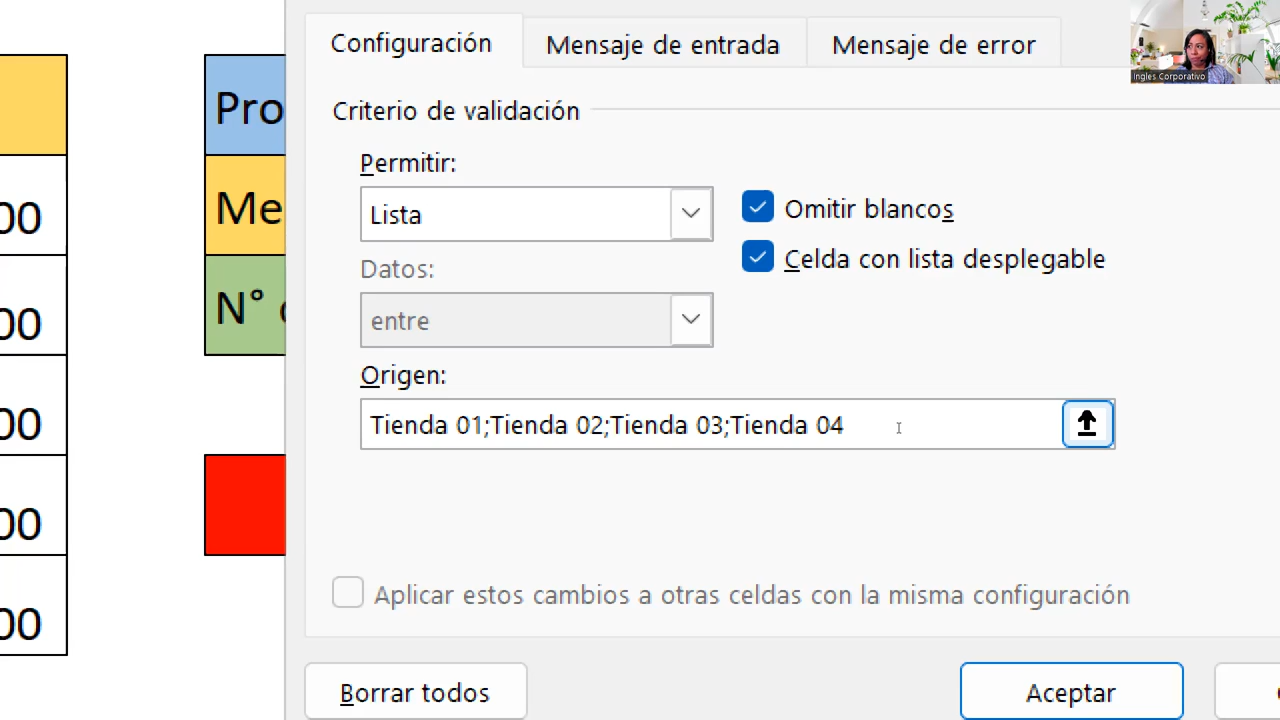 Configuración
Mensaje de entrada
Mensaje de error
Ingles Corporativo
Pro
Criterio de validación
Permitir:
Lista
Omitir blancos
Me
00
Celda con lista desplegable
Datos:
entre
N°
00
Origen:
Tienda 01;Tienda 02;Tienda 03;Tienda 04
00
00
Aplicar estos cambios a otras celdas con la misma configuración
00
Borrar todos
Aceptar